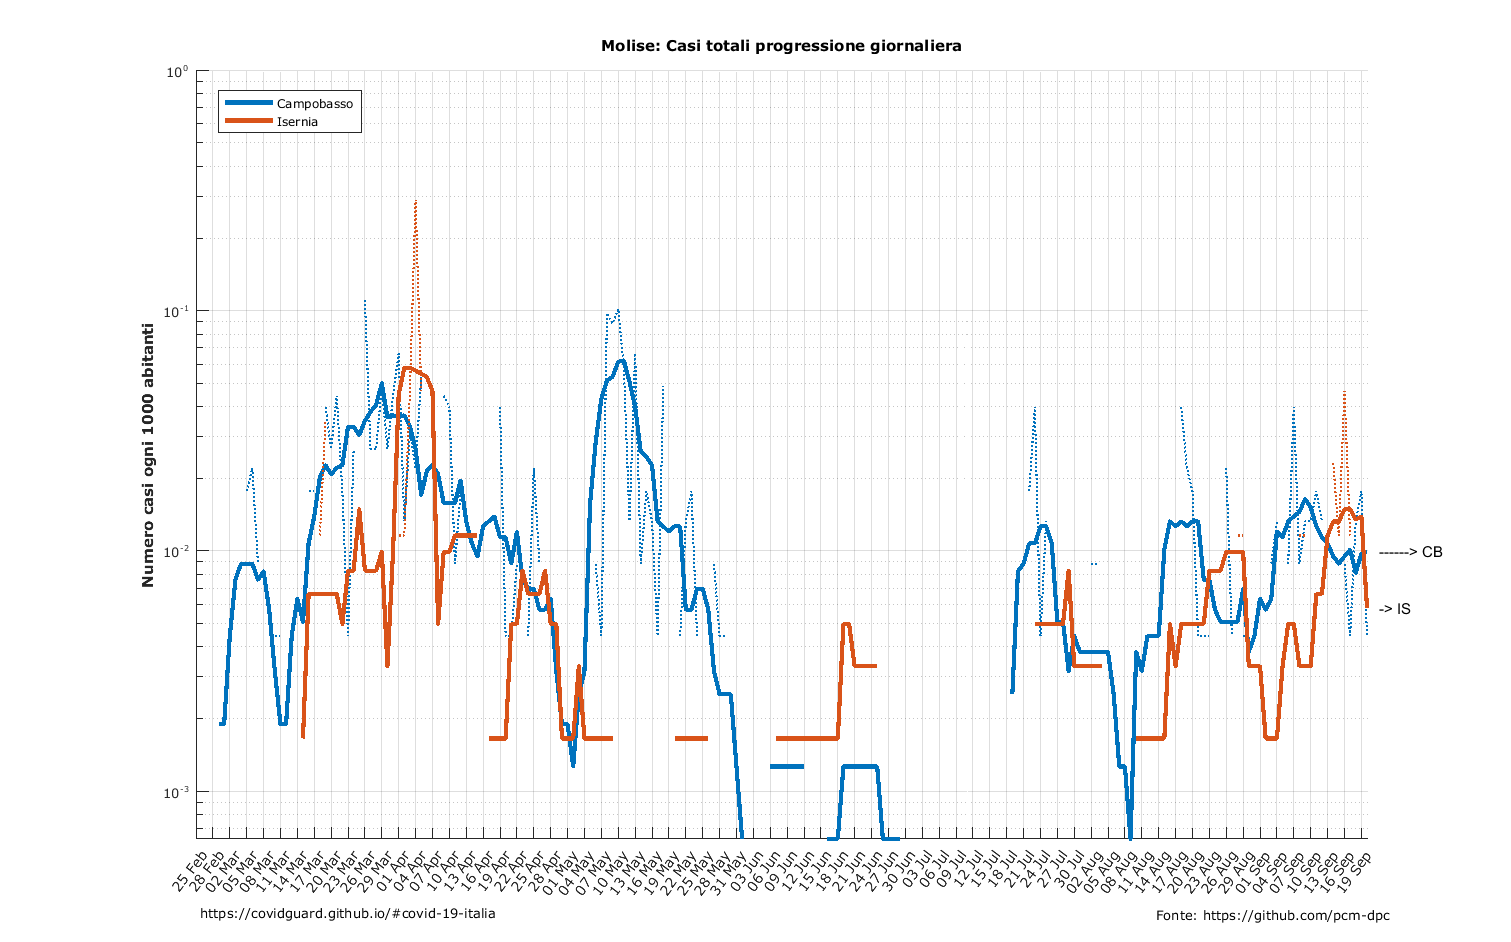 Molise: Casi totali progressione giornaliera
Campobasso
Isernia
Numero casi ogni 1000 abitanti
10⁰
10⁻¹
10⁻²
10⁻³
------> CB
-> IS
25 Feb
28 Feb
02 Mar
05 Mar
08 Mar
11 Mar
14 Mar
17 Mar
20 Mar
23 Mar
26 Mar
29 Mar
01 Apr
04 Apr
07 Apr
10 Apr
13 Apr
16 Apr
19 Apr
22 Apr
25 Apr
28 Apr
01 May
04 May
07 May
10 May
13 May
16 May
19 May
22 May
25 May
28 May
31 May
03 Jun
06 Jun
09 Jun
12 Jun
15 Jun
18 Jun
21 Jun
24 Jun
27 Jun
30 Jun
03 Jul
06 Jul
09 Jul
12 Jul
15 Jul
18 Jul
21 Jul
24 Jul
27 Jul
30 Jul
02 Aug
05 Aug
08 Aug
11 Aug
14 Aug
17 Aug
20 Aug
23 Aug
26 Aug
29 Aug
01 Sep
04 Sep
07 Sep
10 Sep
13 Sep
16 Sep
19 Sep
https://covidguard.github.io/#covid-19-italia
Fonte: https://github.com/pcm-dpc